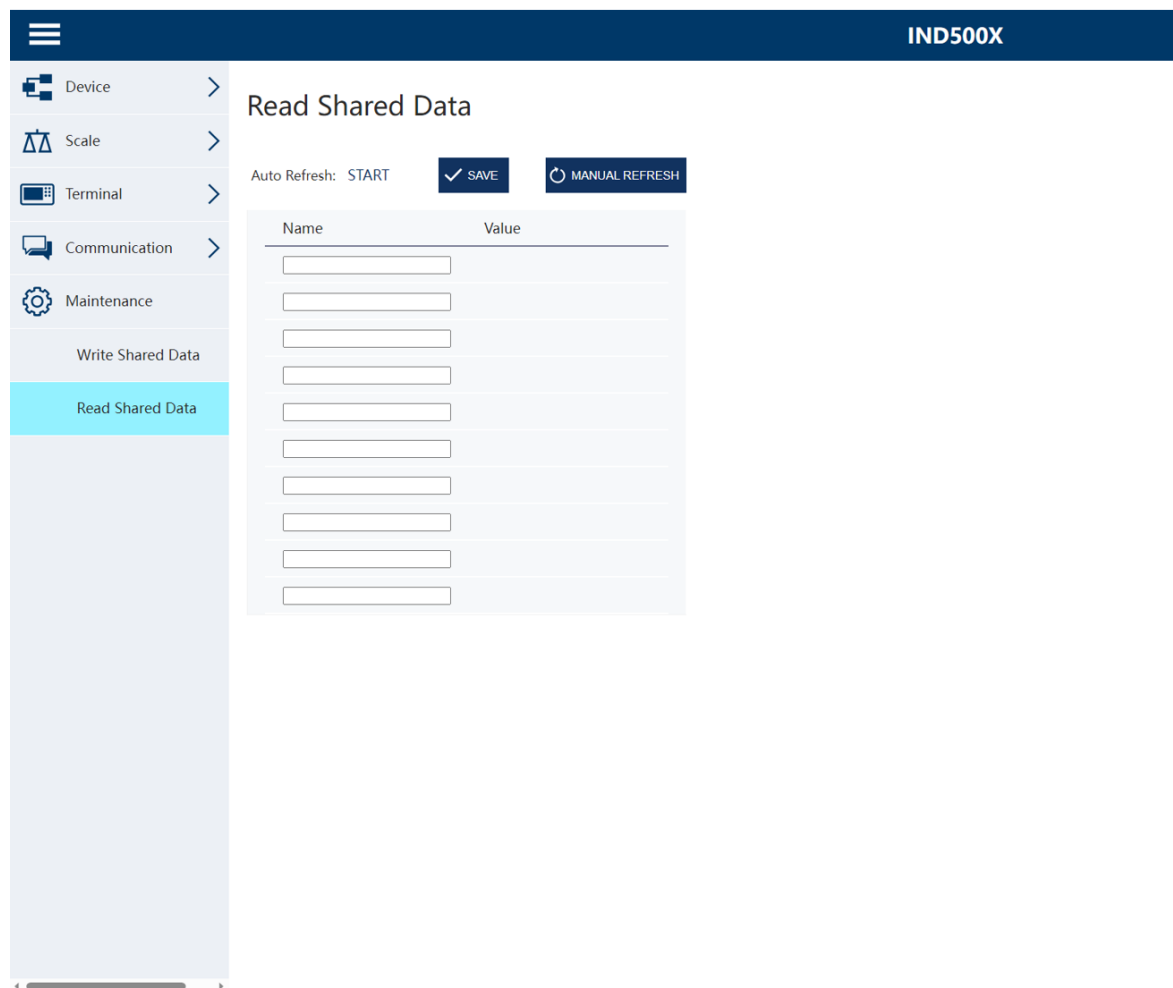 IND500X
Device
Scale
Terminal
Communication
Maintenance
Write Shared Data
Read Shared Data
Read Shared Data
Auto Refresh: START SAVE MANUAL REFRESH
Name Value